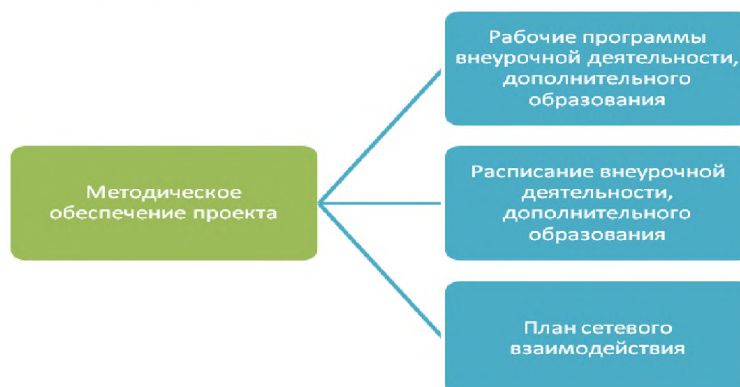 Методическое
обеспечение проекта
Рабочие программы
внеурочной деятельности,
дополнительного
образования
Расписание внеурочной
деятельности,
дополнительного
образования
План сетевого
взаимодействия